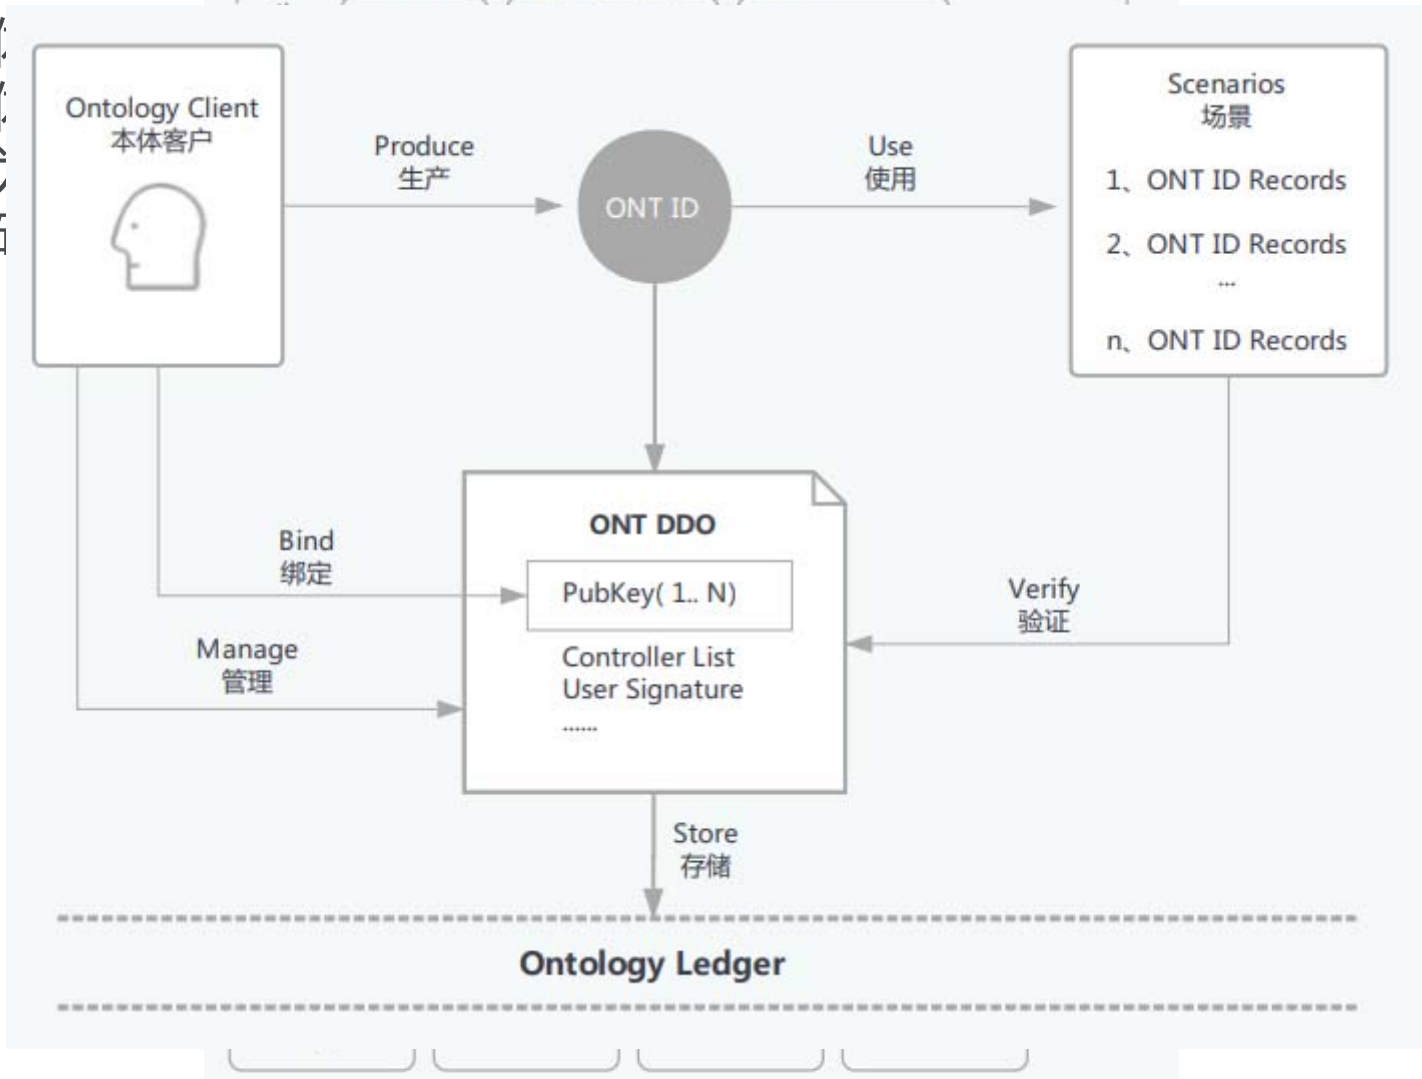 Ontology Client
本体客户
Produce
生产
ONT ID
Use
使用
Scenarios
场景
1、ONT ID Records
2、ONT ID Records
...
n、ONT ID Records
ONT DDO
Bind
绑定
PubKey( 1.. N)
Verify
验证
Manage
管理
Controller List
User Signature
......
Store
存储
Ontology Ledger